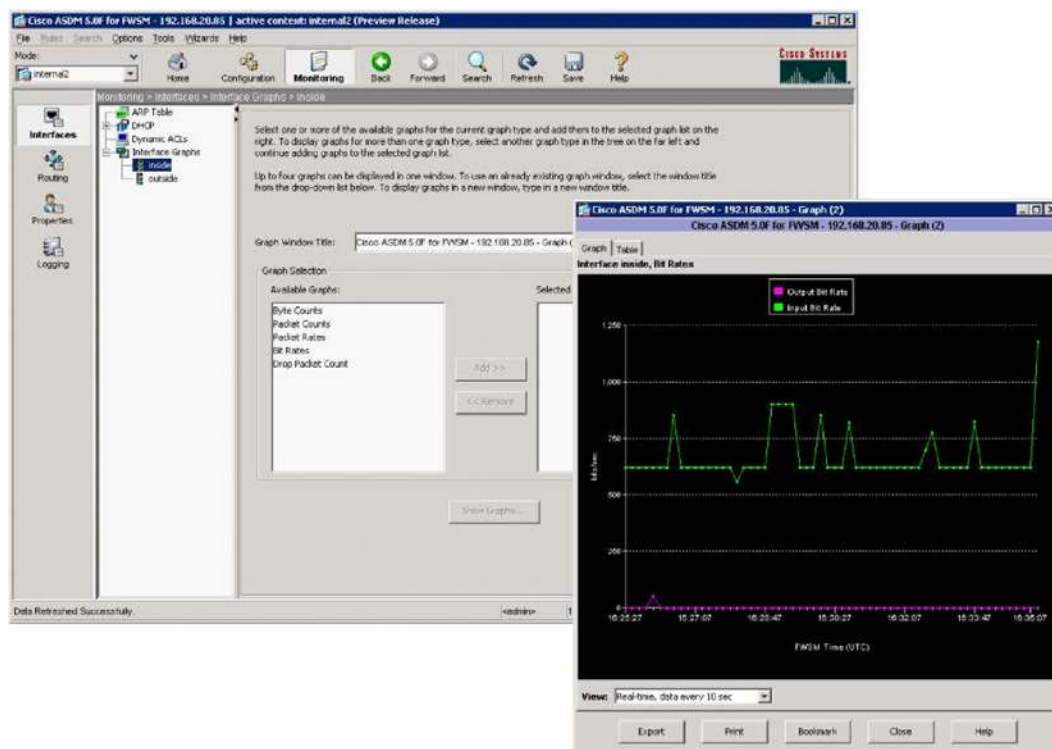 Cisco ASDM 5.0F for FWSM - 192.168.20.85 | active context: internal2 (Preview Release)
File Rules Search Options Tools Wizards Help
Mode:
internal2
Home
Configuration
Monitoring
Back
Forward
Search
Refresh
Save
Help
CISCO SYSTEMS
Monitoring > Interfaces > Interface Graphs > Inside
Interfaces
Routing
Properties
Logging
ARP Table
DHCP
Dynamic ACLs
Interface Graphs
inside
outside
Select one or more of the available graphs for the current graph type and add them to the selected graph list on the
right. To display graphs for more than one graph type, select another graph type in the tree on the far left and
continue adding graphs to the selected graph list.
Up to four graphs can be displayed in one window. To use an already existing graph window, select the window title
from the drop-down list below. To display graphs in a new window, type in a new window title.
Graph Window Title:
Cisco ASDM 5.0F for FWSM - 192.168.20.85 - Graph (
Graph Selection
Available Graphs:
Selected
Byte Counts
Packet Counts
Packet Rates
Bit Rates
Drop Packet Count
Add >>
<< Remove
Show Graphs...
Data Refreshed Successfully.
<admin>
1
Cisco ASDM 5.0F for FWSM - 192.168.20.85 - Graph (2)
Cisco ASDM 5.0F for FWSM - 192.168.20.85 - Graph (2)
Graph Table
Interface inside, Bit Rates
Output Bit Rate
Input Bit Rate
1,250
1,000
750
500
250
0
bits/sec
16:25:27 16:27:07 16:28:47 16:30:27 16:32:07 16:33:47 16:35:07
FWSM Time (UTC)
View: Real-time, data every 10 sec
Export
Print
Bookmark
Close
Help